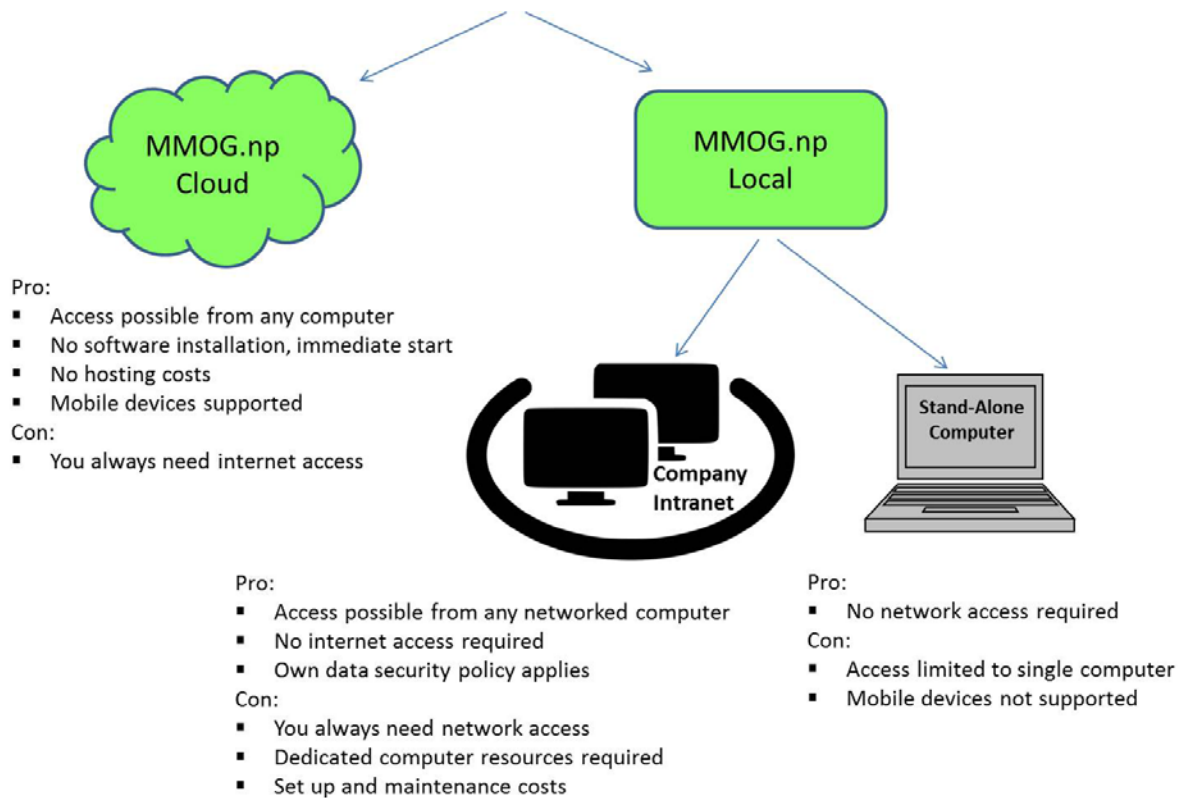 MMOG.np
Cloud
MMOG.np
Local
Pro:
▪ Access possible from any computer
▪ No software installation, immediate start
▪ No hosting costs
▪ Mobile devices supported
Con:
▪ You always need internet access
Company
Intranet
Stand-Alone
Computer
Pro:
▪ Access possible from any networked computer
▪ No internet access required
▪ Own data security policy applies
Con:
▪ You always need network access
▪ Dedicated computer resources required
▪ Set up and maintenance costs
Pro:
▪ No network access required
Con:
▪ Access limited to single computer
▪ Mobile devices not supported